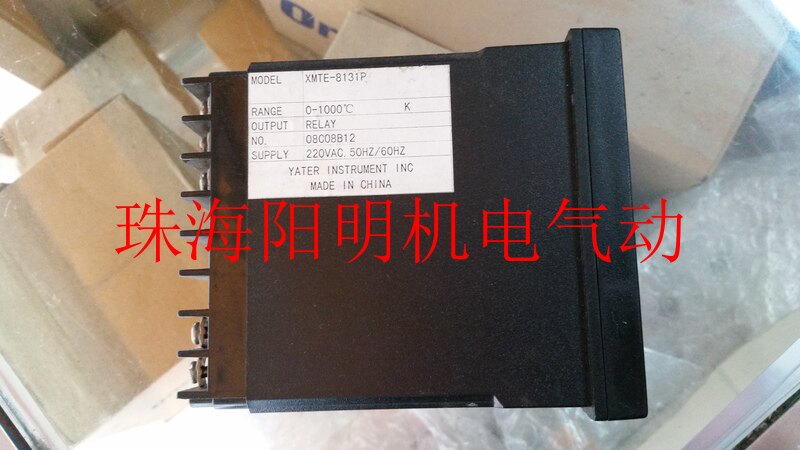 MODEL XMTE-8131P
RANGE 0-1000℃ K
OUTPUT RELAY
NO. 08C08B12
SUPPLY 220VAC.50HZ/60HZ
YATER INSTRUMENT INC
MADE IN CHINA
珠海阳明机电气动